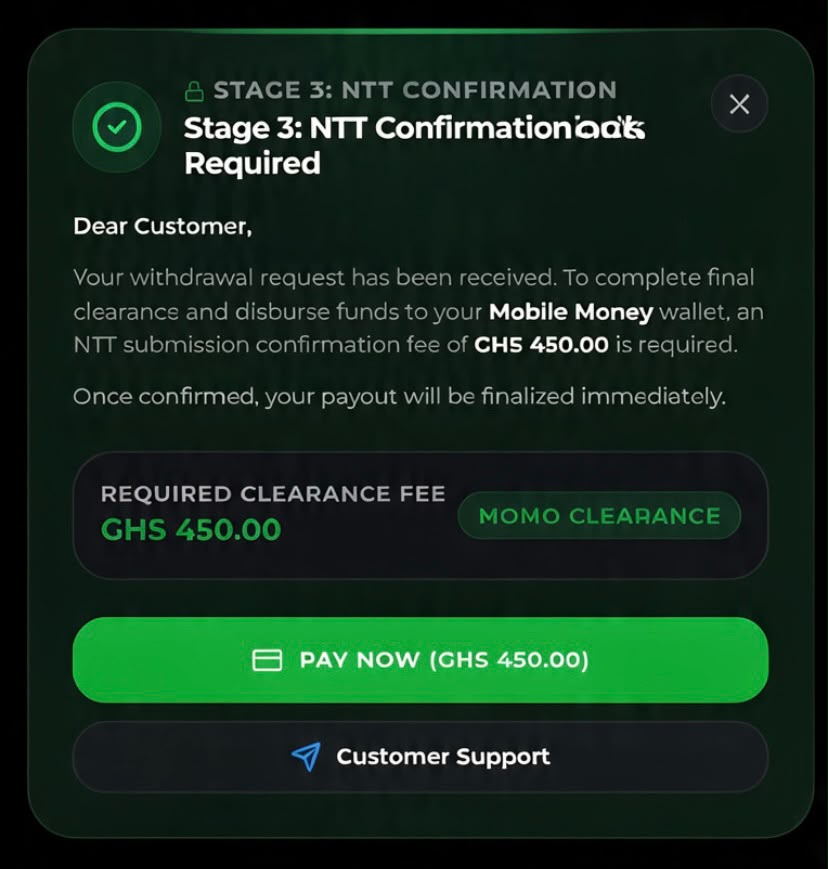 STAGE 3: NTT CONFIRMATION
Stage 3: NTT Confirmation
Required
Dear Customer,
Your withdrawal request has been received. To complete final
clearance and disburse funds to your Mobile Money wallet, an
NTT submission confirmation fee of GHS 450.00 is required.
Once confirmed, your payout will be finalized immediately.
REQUIRED CLEARANCE FEE
GHS 450.00
MOMO CLEARANCE
PAY NOW (GHS 450.00)
Customer Support